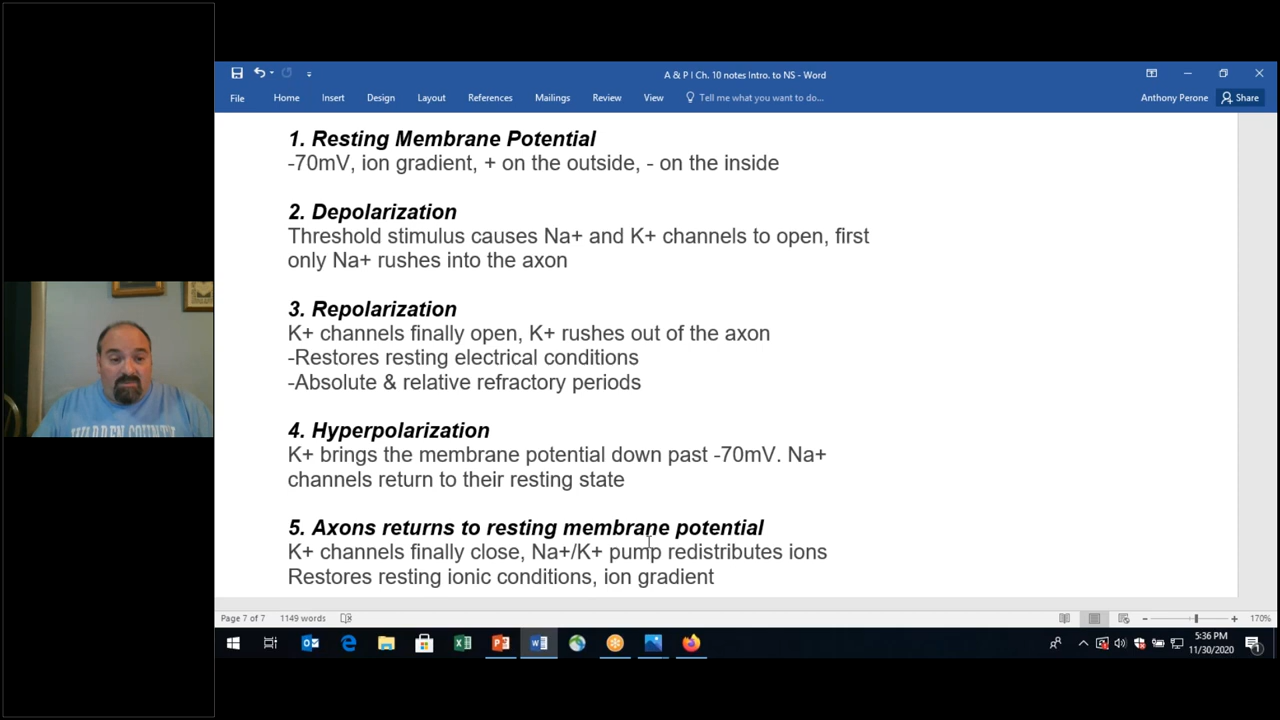 A & P I Ch. 10 notes Intro. to NS - Word
File Home Insert Design Layout References Mailings Review View Tell me what you want to do... Anthony Perone Share
1. Resting Membrane Potential
-70mV, ion gradient, + on the outside, - on the inside
2. Depolarization
Threshold stimulus causes Na+ and K+ channels to open, first
only Na+ rushes into the axon
3. Repolarization
K+ channels finally open, K+ rushes out of the axon
-Restores resting electrical conditions
-Absolute & relative refractory periods
4. Hyperpolarization
K+ brings the membrane potential down past -70mV. Na+
channels return to their resting state
5. Axons returns to resting membrane potential
K+ channels finally close, Na+/K+ pump redistributes ions
Restores resting ionic conditions, ion gradient
Page 7 of 7 1149 words 170%
5:36 PM
11/30/2020
WARREN COUNTY